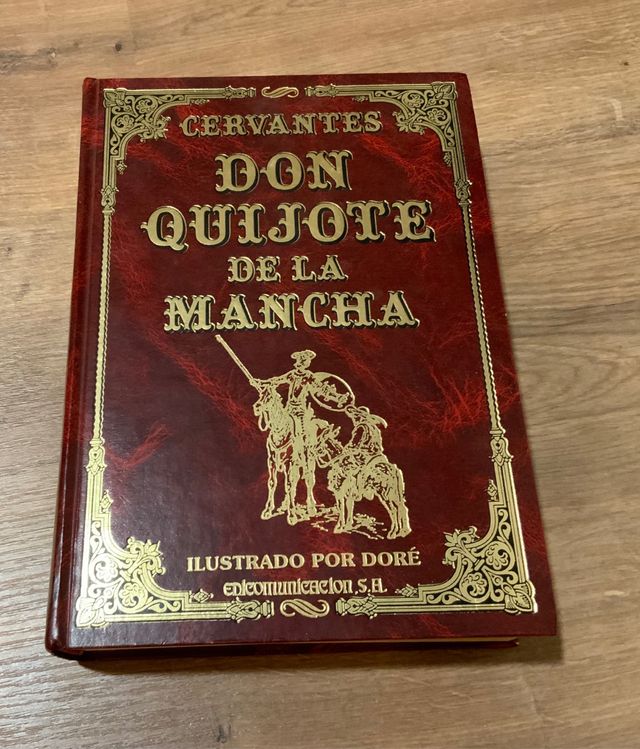 CERVANTES
DON
QUIJOTE
DE LA
MANCHA
ILUSTRADO POR DORÉ
EDICOMUNICACION, S.A.